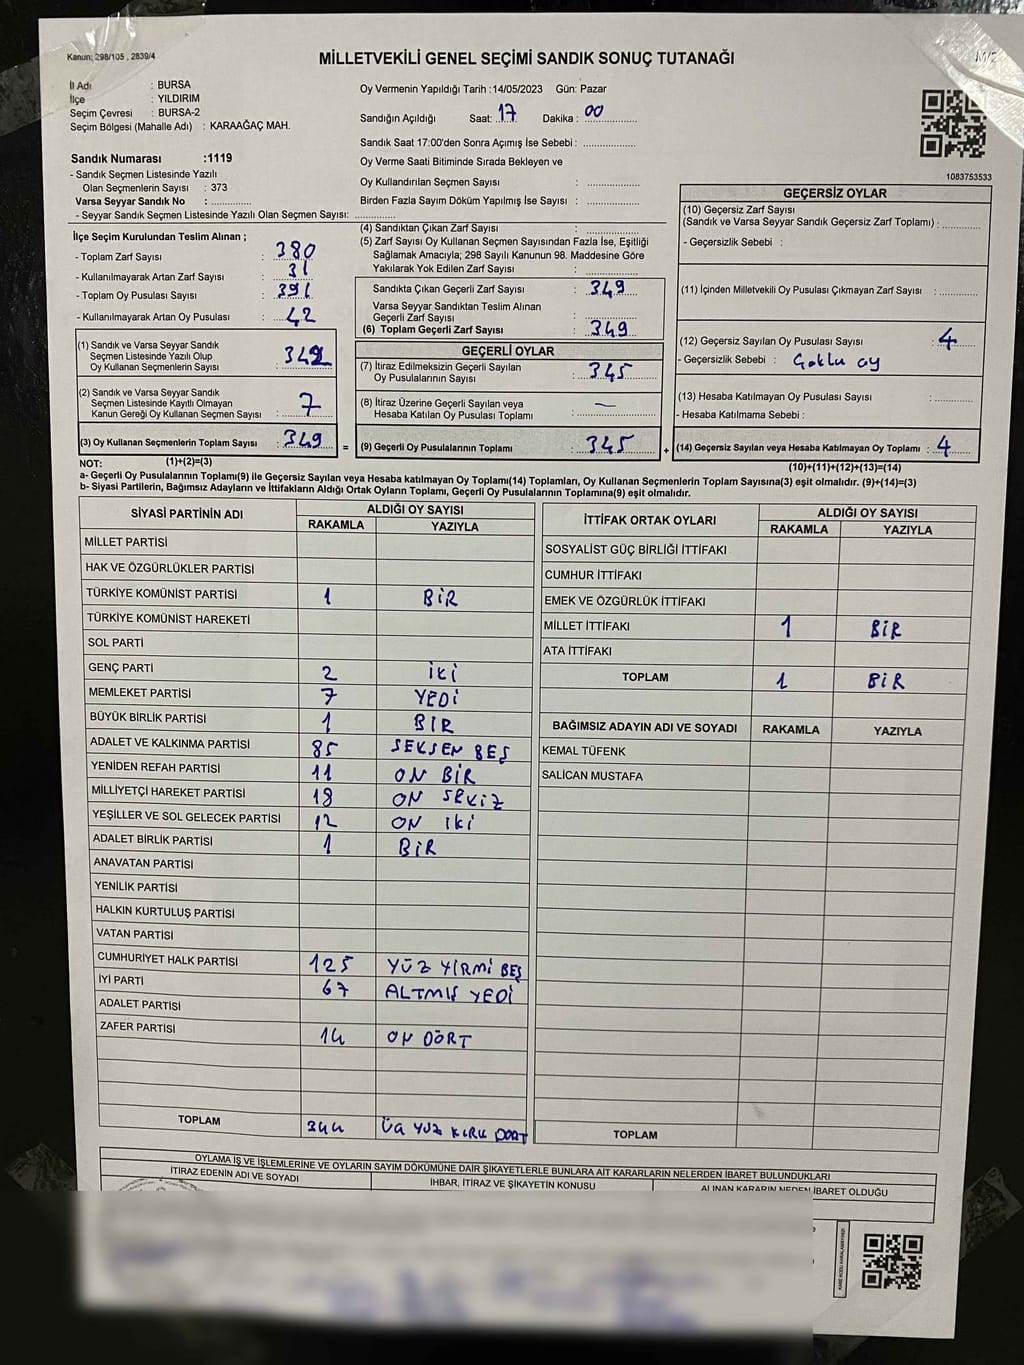 Kanun; 298/105 , 2839/4
MİLLETVEKİLİ GENEL SEÇİMİ SANDIK SONUÇ TUTANAĞI
İl Adı : BURSA
İlçe : YILDIRIM
Seçim Çevresi : BURSA-2
Seçim Bölgesi (Mahalle Adı) : KARAAĞAÇ MAH.
Sandık Numarası :1119
- Sandık Seçmen Listesinde Yazılı
Olan Seçmenlerin Sayısı : 373
Varsa Seyyar Sandık No : ..............
- Seyyar Sandık Seçmen Listesinde Yazılı Olan Seçmen Sayısı: ..............
Oy Vermenin Yapıldığı Tarih :14/05/2023 Gün: Pazar
Sandığın Açıldığı Saat: 17 Dakika : 00
Sandık Saat 17:00'den Sonra Açımış İse Sebebi : ..............
Oy Verme Saati Bitiminde Sırada Bekleyen ve
Oy Kullandırılan Seçmen Sayısı : ..............
Birden Fazla Sayım Döküm Yapılmış İse Sayısı : ..............
1083753533
İlçe Seçim Kurulundan Teslim Alınan ;
- Toplam Zarf Sayısı : 380
- Kullanılmayarak Artan Zarf Sayısı : 31
- Toplam Oy Pusulası Sayısı : 391
- Kullanılmayarak Artan Oy Pusulası : 42
(1) Sandık ve Varsa Seyyar Sandık
Seçmen Listesinde Yazılı Olup
Oy Kullanan Seçmenlerin Sayısı : 342
(2) Sandık ve Varsa Seyyar Sandık
Seçmen Listesinde Kayıtlı Olmayan
Kanun Gereği Oy Kullanan Seçmen Sayısı : 7
(3) Oy Kullanan Seçmenlerin Toplam Sayısı : 349
(1)+(2)=(3)
(4) Sandıktan Çıkan Zarf Sayısı : ..............
(5) Zarf Sayısı Oy Kullanan Seçmen Sayısından Fazla İse, Eşitliği
Sağlamak Amacıyla; 298 Sayılı Kanunun 98. Maddesine Göre
Yakılarak Yok Edilen Zarf Sayısı : ..............
Sandıkta Çıkan Geçerli Zarf Sayısı : 349
Varsa Seyyar Sandıktan Teslim Alınan
Geçerli Zarf Sayısı : ..............
(6) Toplam Geçerli Zarf Sayısı : 349
GEÇERLİ OYLAR
(7) İtiraz Edilmeksizin Geçerli Sayılan
Oy Pusulalarının Sayısı : 345
(8) İtiraz Üzerine Geçerli Sayılan veya
Hesaba Katılan Oy Pusulası Toplamı : —
= (9) Geçerli Oy Pusulalarının Toplamı : 345
GEÇERSİZ OYLAR
(10) Geçersiz Zarf Sayısı
(Sandık ve Varsa Seyyar Sandık Geçersiz Zarf Toplamı) : ..............
- Geçersizlik Sebebi :
(11) İçinden Milletvekili Oy Pusulası Çıkmayan Zarf Sayısı : ..............
(12) Geçersiz Sayılan Oy Pusulası Sayısı : 4
- Geçersizlik Sebebi : Çoklu oy
(13) Hesaba Katılmayan Oy Pusulası Sayısı : ..............
- Hesaba Katılmama Sebebi :
+ (14) Geçersiz Sayılan veya Hesaba Katılmayan Oy Toplamı : 4
(10)+(11)+(12)+(13)=(14)
NOT:
a- Geçerli Oy Pusulalarının Toplamı(9) ile Geçersiz Sayılan veya Hesaba katılmayan Oy Toplamı(14) Toplamları, Oy Kullanan Seçmenlerin Toplam Sayısına(3) eşit olmalıdır. (9)+(14)=(3)
b- Siyasi Partilerin, Bağımsız Adayların ve İttifakların Aldığı Ortak Oyların Toplamı, Geçerli Oy Pusulalarının Toplamına(9) eşit olmalıdır.
SİYASİ PARTİNİN ADI ALDIĞI OY SAYISI
RAKAMLA YAZIYLA
MİLLET PARTİSİ
HAK VE ÖZGÜRLÜKLER PARTİSİ
TÜRKİYE KOMÜNİST PARTİSİ 1 BİR
TÜRKİYE KOMÜNİST HAREKETİ
SOL PARTİ
GENÇ PARTİ 2 İKİ
MEMLEKET PARTİSİ 7 YEDİ
BÜYÜK BİRLİK PARTİSİ 1 BİR
ADALET VE KALKINMA PARTİSİ 85 SEKSEN BEŞ
YENİDEN REFAH PARTİSİ 11 ON BİR
MİLLİYETÇİ HAREKET PARTİSİ 18 ON SEKİZ
YEŞİLLER VE SOL GELECEK PARTİSİ 12 ON İKİ
ADALET BİRLİK PARTİSİ 1 BİR
ANAVATAN PARTİSİ
YENİLİK PARTİSİ
HALKIN KURTULUŞ PARTİSİ
VATAN PARTİSİ
CUMHURİYET HALK PARTİSİ 125 YÜZ YİRMİ BEŞ
İYİ PARTİ 67 ALTMIŞ YEDİ
ADALET PARTİSİ
ZAFER PARTİSİ 14 ON DÖRT
TOPLAM 344 ÜÇ YÜZ KIRK DÖRT
İTTİFAK ORTAK OYLARI ALDIĞI OY SAYISI
RAKAMLA YAZIYLA
SOSYALİST GÜÇ BİRLİĞİ İTTİFAKI
CUMHUR İTTİFAKI
EMEK VE ÖZGÜRLÜK İTTİFAKI
MİLLET İTTİFAKI 1 BİR
ATA İTTİFAKI
TOPLAM 1 BİR
BAĞIMSIZ ADAYIN ADI VE SOYADI RAKAMLA YAZIYLA
KEMAL TÜFENK
SALİCAN MUSTAFA
TOPLAM
OYLAMA İŞ VE İŞLEMLERİNE VE OYLARIN SAYIM DÖKÜMÜNE DAİR ŞİKAYETLERLE BUNLARA AİT KARARLARIN NELERDEN İBARET BULUNDUKLARI
İTİRAZ EDENİN ADI VE SOYADI İHBAR, İTİRAZ VE ŞİKAYETİN KONUSU ALINAN KARARIN NEDEN İBARET OLDUĞU